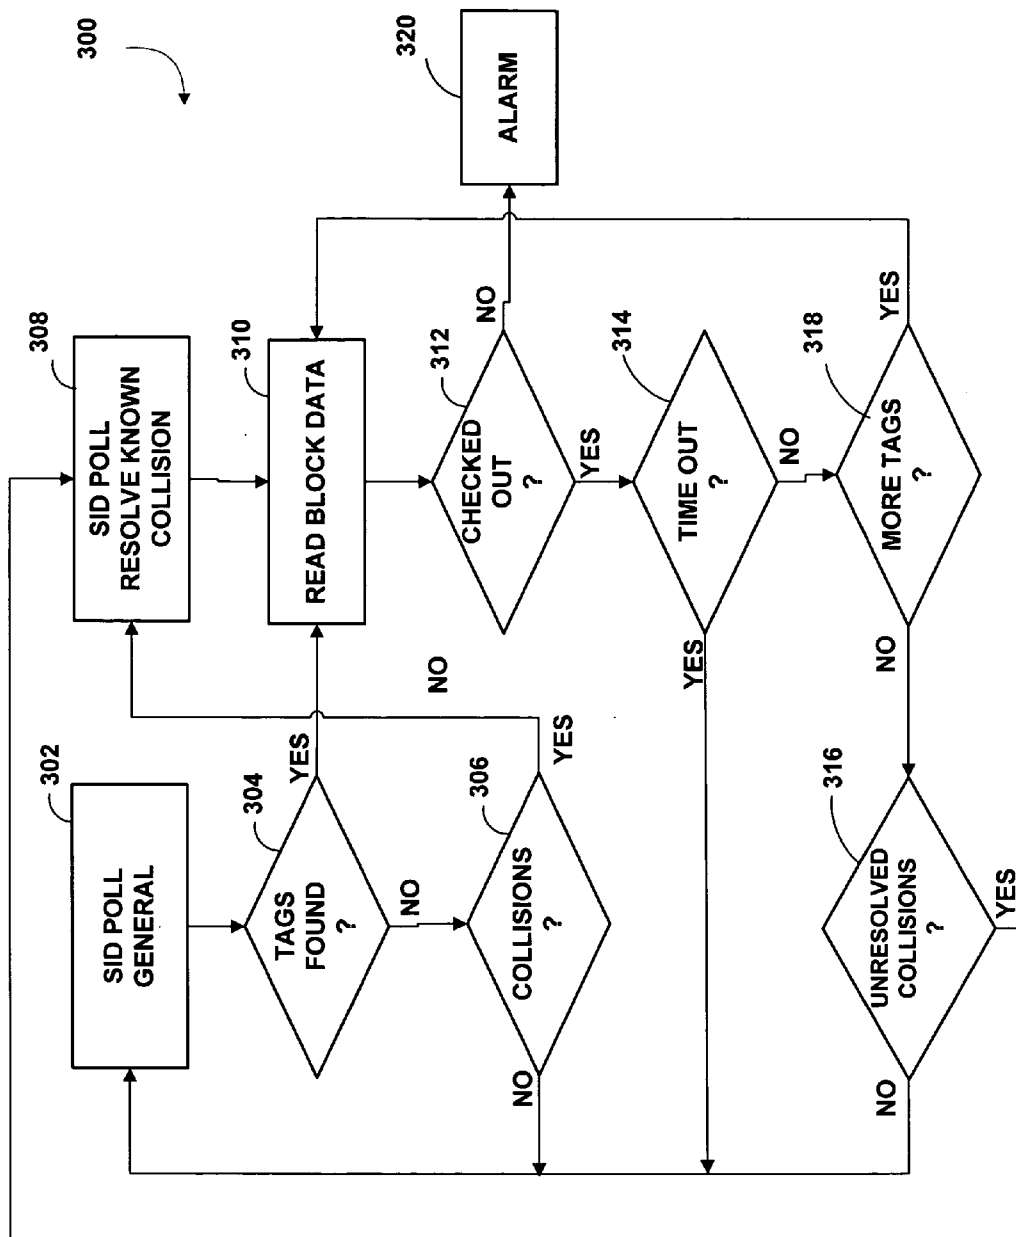 300
302
SID POLL
GENERAL
304
TAGS
FOUND
?
YES
NO
306
COLLISIONS
?
YES
NO
NO
308
SID POLL
RESOLVE KNOWN
COLLISION
310
READ BLOCK DATA
312
CHECKED
OUT
?
NO
YES
320
ALARM
314
TIME OUT
?
YES
NO
318
MORE TAGS
?
YES
NO
316
UNRESOLVED
COLLISIONS
?
NO
YES